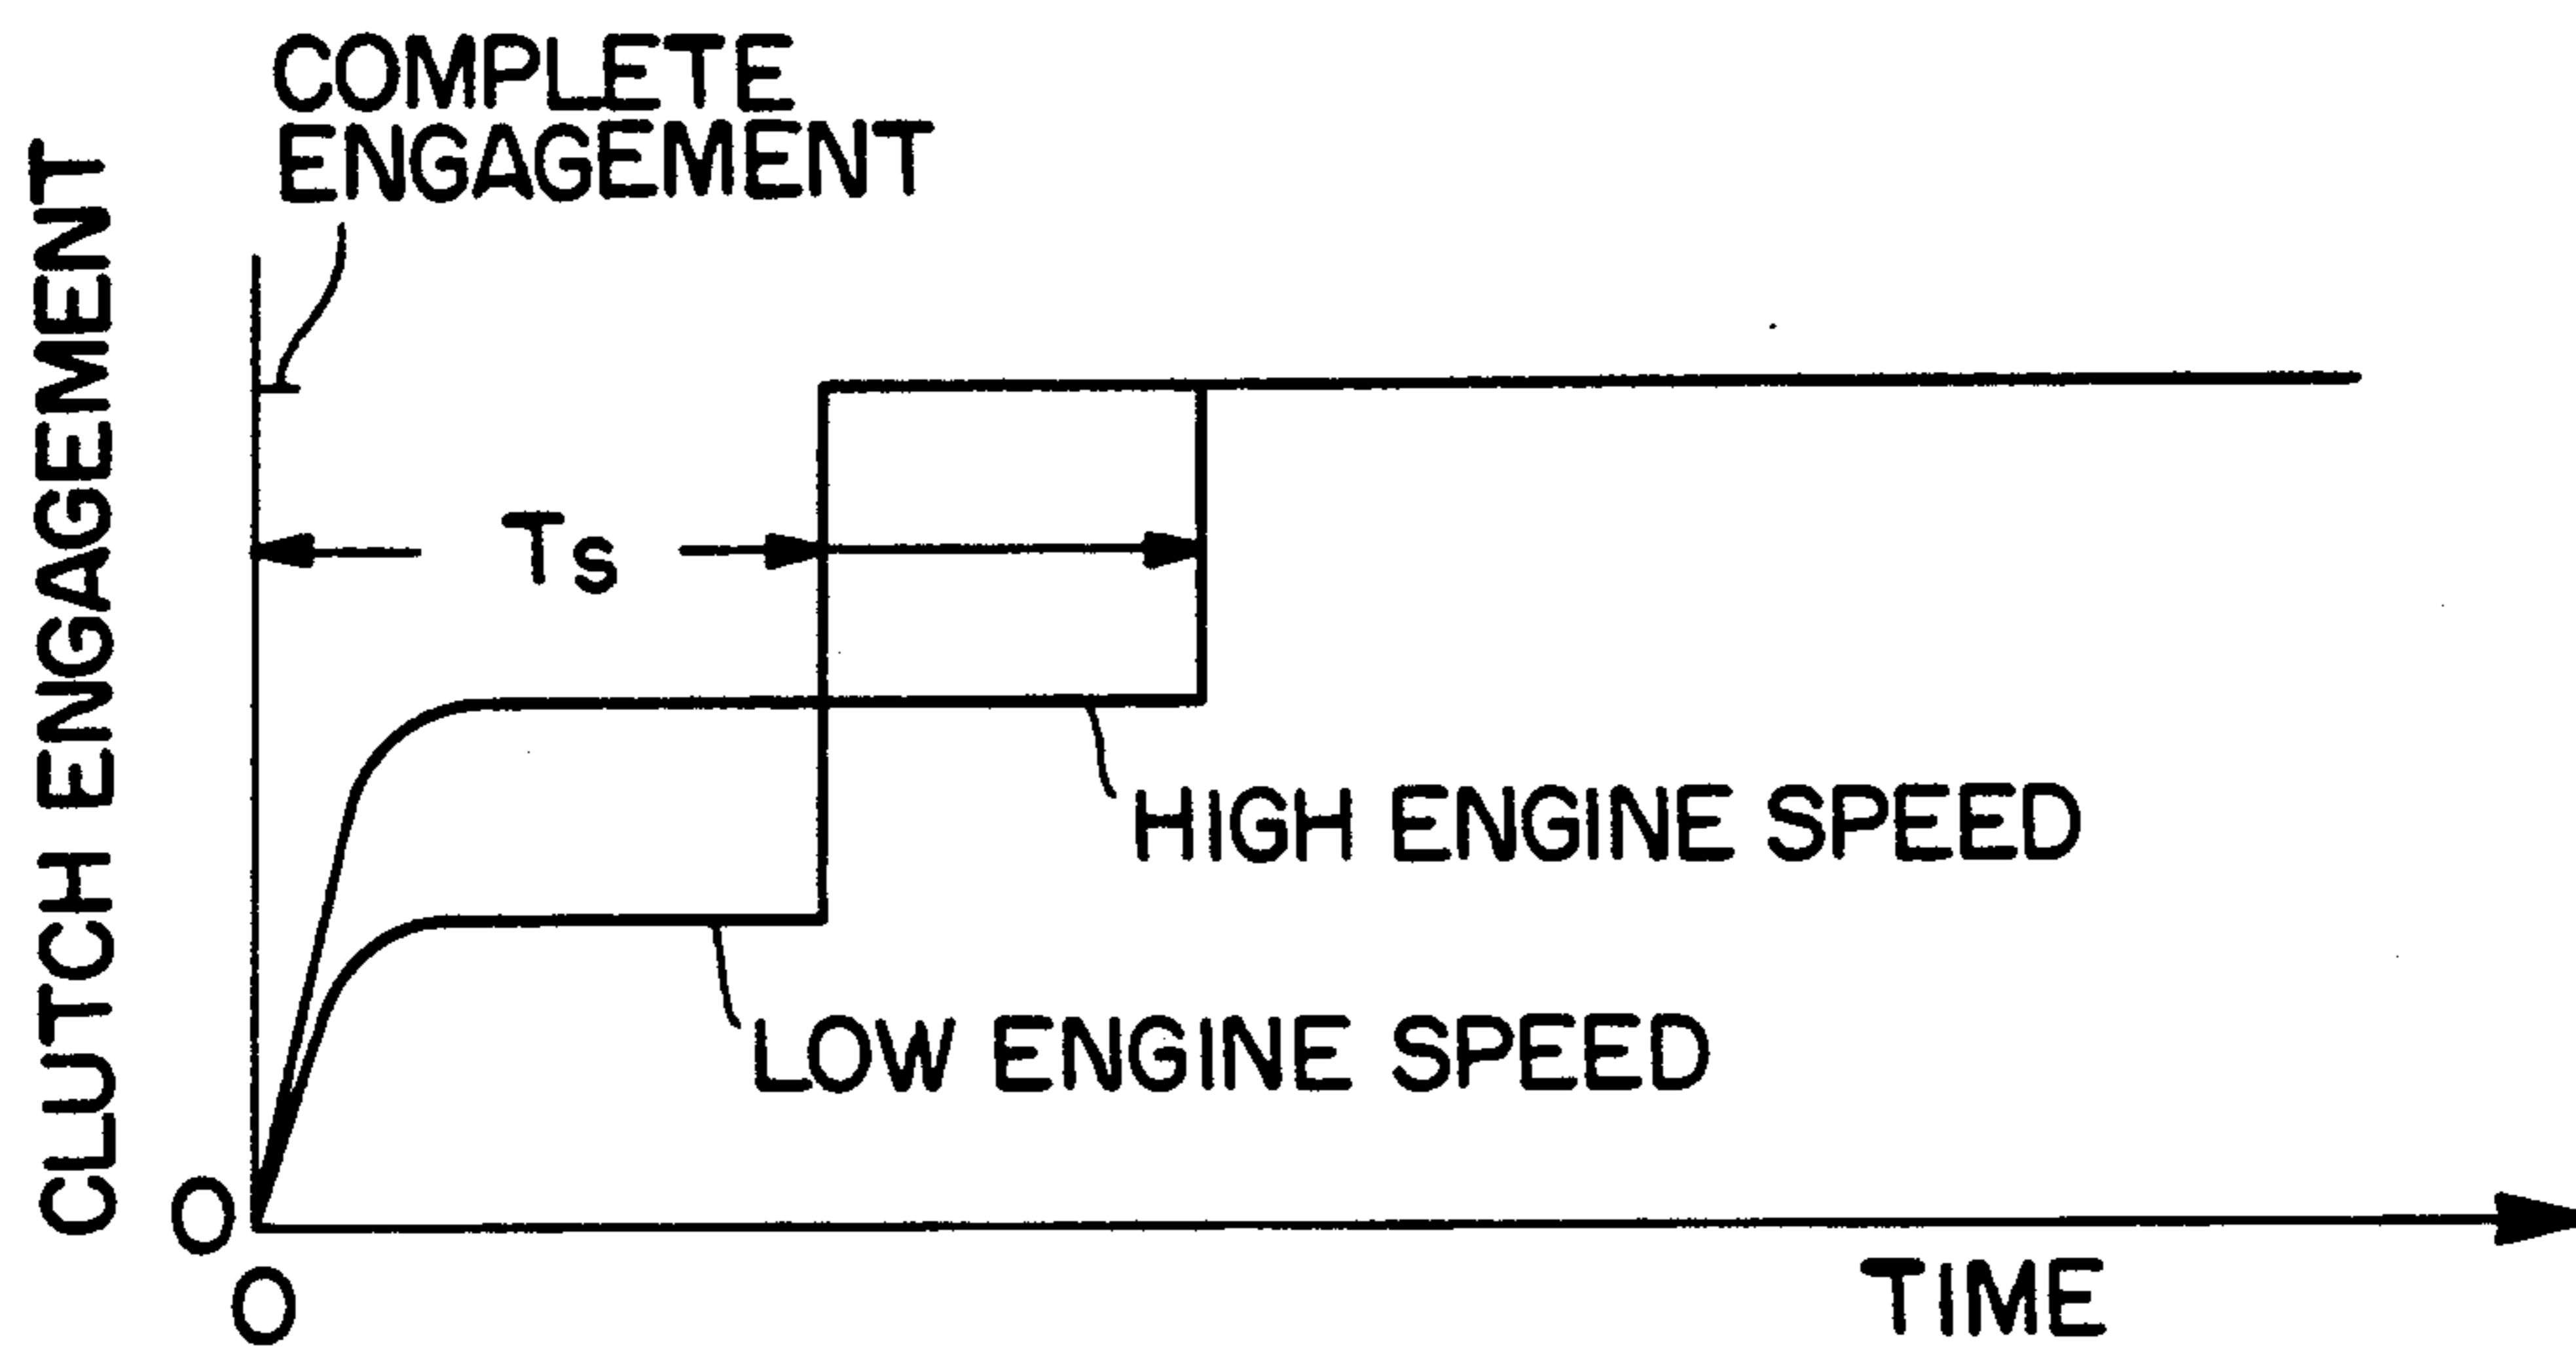 COMPLETE
ENGAGEMENT
CLUTCH ENGAGEMENT
Ts
HIGH ENGINE SPEED
LOW ENGINE SPEED
O
O
TIME